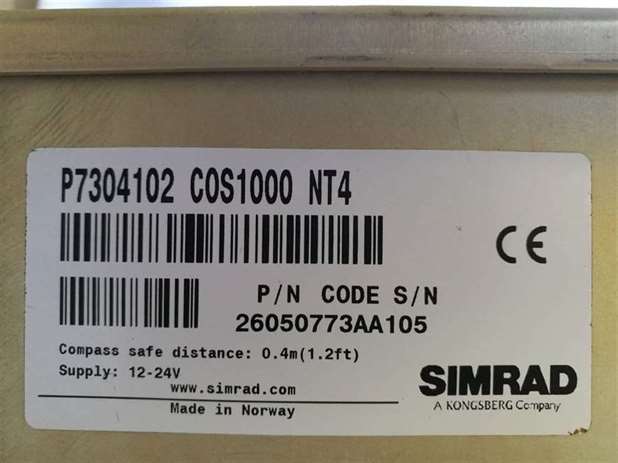 P7304102 COS1000 NT4
CE
P/N CODE S/N
26050773AA105
Compass safe distance: 0.4m(1.2ft)
Supply: 12-24V
www.simrad.com
Made in Norway
SIMRAD
A KONGSBERG Company